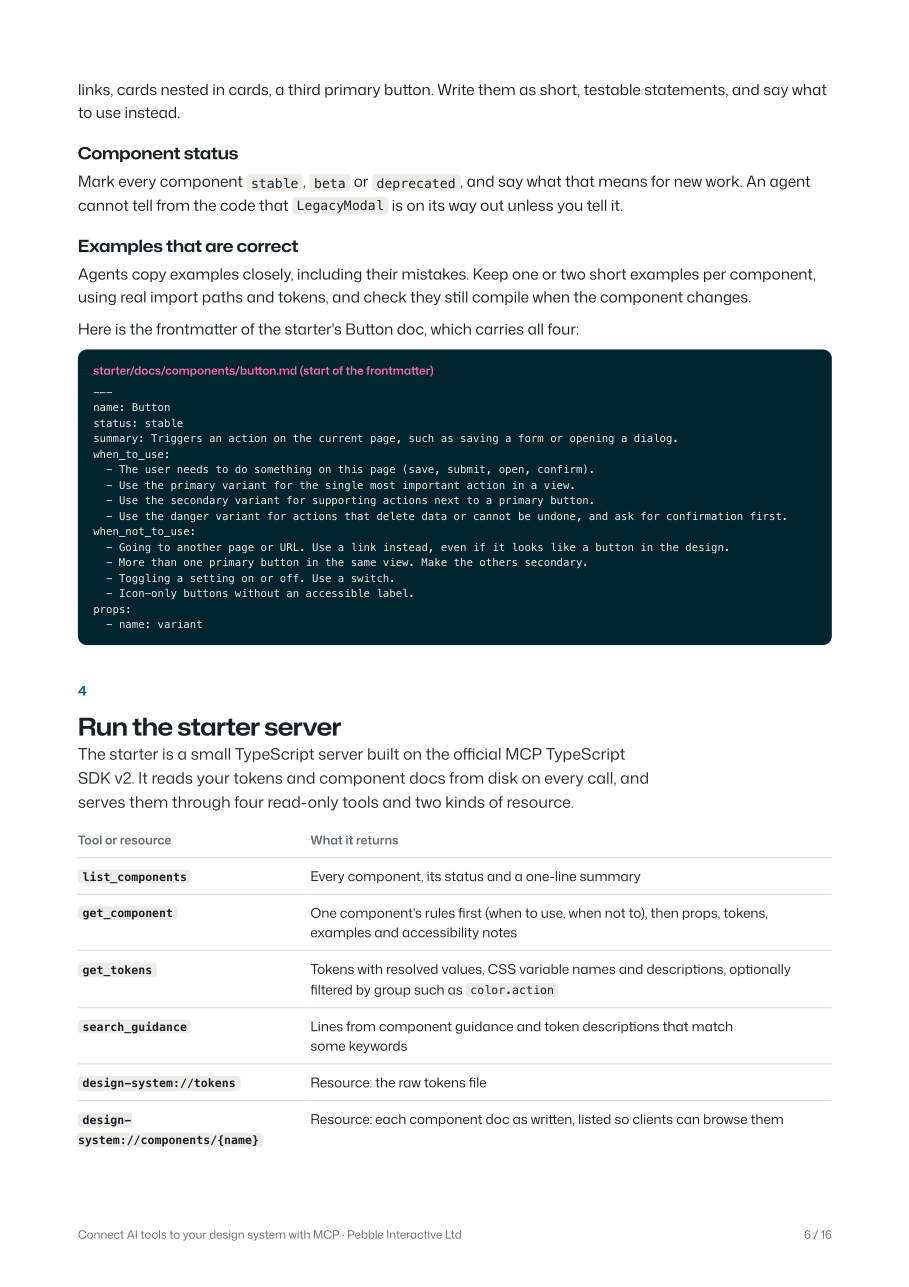 links, cards nested in cards, a third primary button. Write them as short, testable statements, and say what
to use instead.
Component status
Mark every component stable, beta or deprecated, and say what that means for new work. An agent
cannot tell from the code that LegacyModal is on its way out unless you tell it.
Examples that are correct
Agents copy examples closely, including their mistakes. Keep one or two short examples per component,
using real import paths and tokens, and check they still compile when the component changes.
Here is the frontmatter of the starter's Button doc, which carries all four:
starter/docs/components/button.md (start of the frontmatter)
---
name: Button
status: stable
summary: Triggers an action on the current page, such as saving a form or opening a dialog.
when_to_use:
  - The user needs to do something on this page (save, submit, open, confirm).
  - Use the primary variant for the single most important action in a view.
  - Use the secondary variant for supporting actions next to a primary button.
  - Use the danger variant for actions that delete data or cannot be undone, and ask for confirmation first.
when_not_to_use:
  - Going to another page or URL. Use a link instead, even if it looks like a button in the design.
  - More than one primary button in the same view. Make the others secondary.
  - Toggling a setting on or off. Use a switch.
  - Icon-only buttons without an accessible label.
props:
  - name: variant
4
Run the starter server
The starter is a small TypeScript server built on the official MCP TypeScript
SDK v2. It reads your tokens and component docs from disk on every call, and
serves them through four read-only tools and two kinds of resource.
Tool or resource What it returns
list_components Every component, its status and a one-line summary
get_component One component's rules first (when to use, when not to), then props, tokens,
examples and accessibility notes
get_tokens Tokens with resolved values, CSS variable names and descriptions, optionally
filtered by group such as color.action
search_guidance Lines from component guidance and token descriptions that match
some keywords
design-system://tokens Resource: the raw tokens file
design- Resource: each component doc as written, listed so clients can browse them
system://components/{name}
Connect AI tools to your design system with MCP · Pebble Interactive Ltd 6 / 16